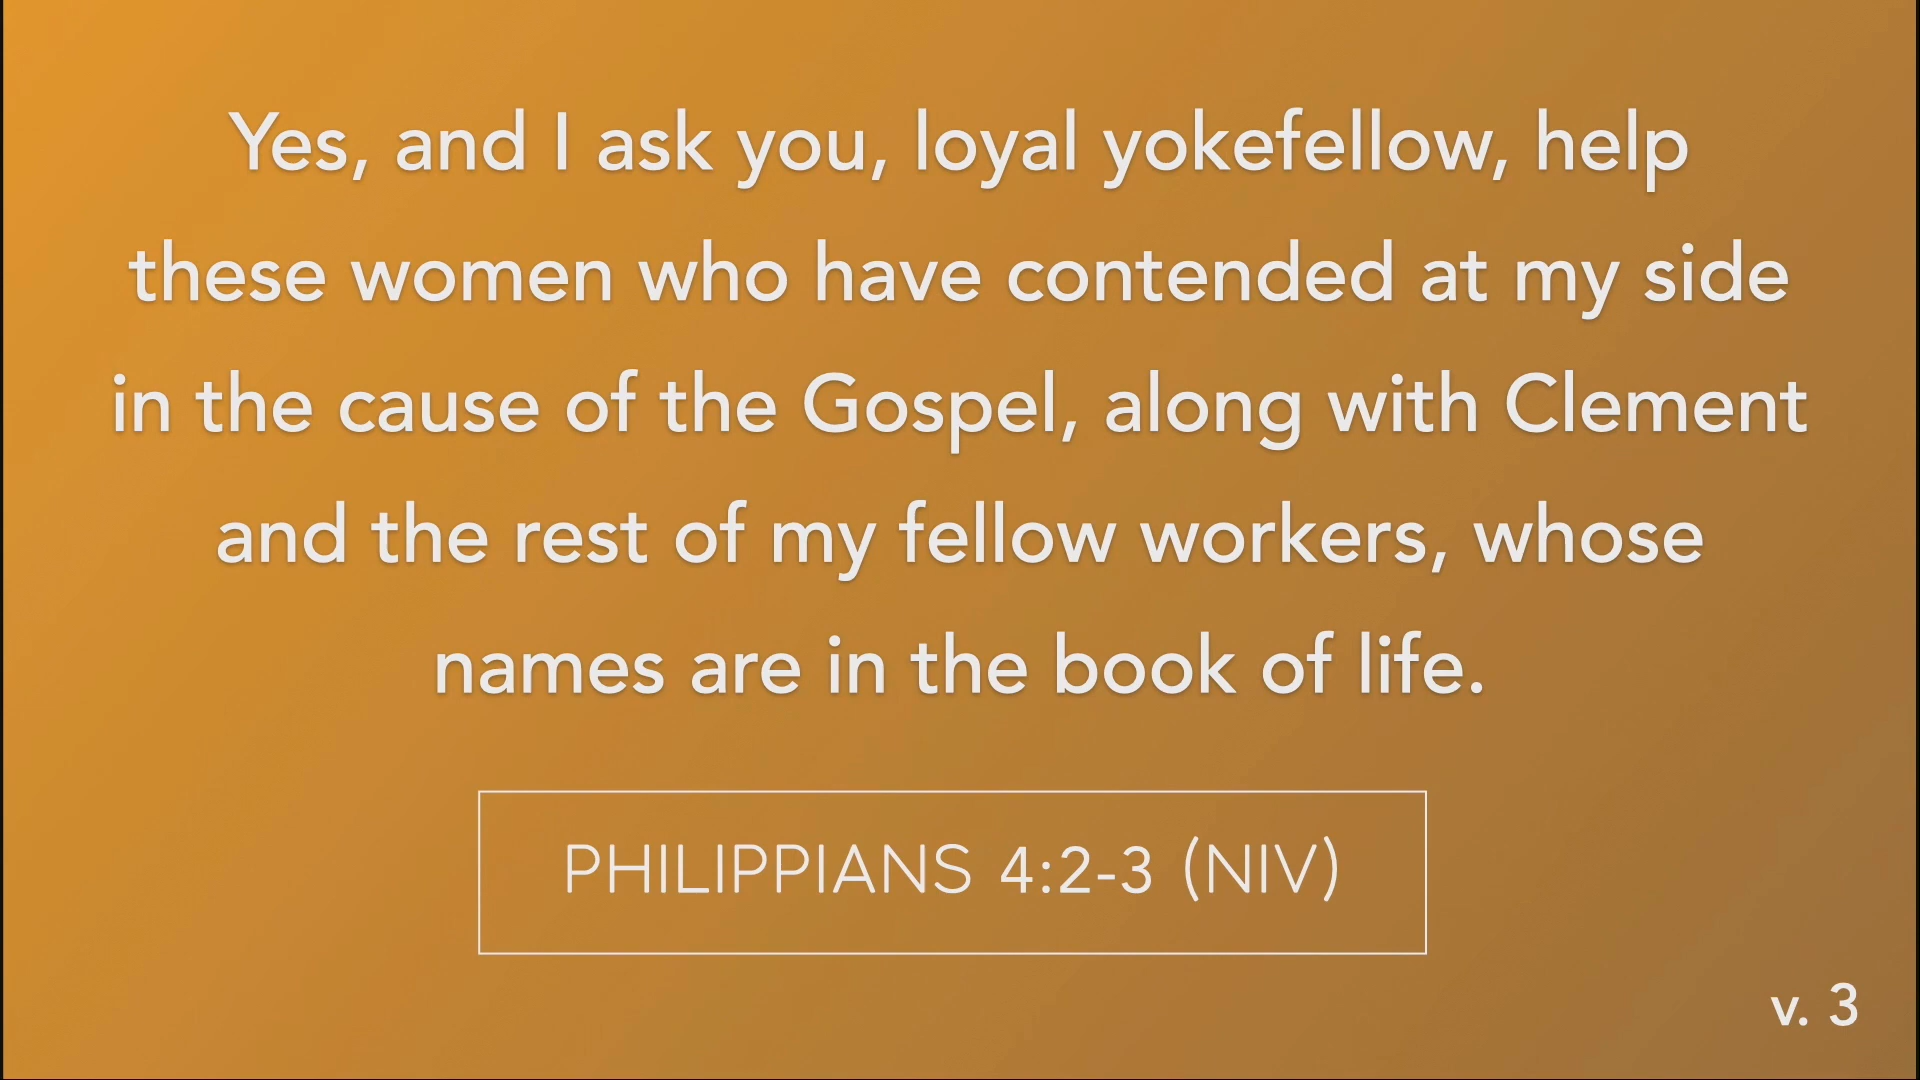 Yes, and I ask you, loyal yokefellow, help
these women who have contended at my side
in the cause of the Gospel, along with Clement
and the rest of my fellow workers, whose
names are in the book of life.
PHILIPPIANS 4:2-3 (NIV)
v. 3